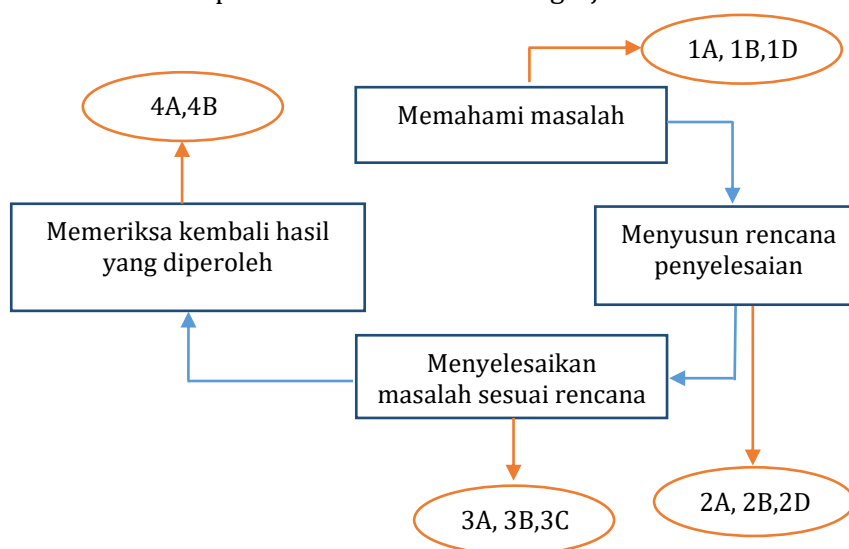 1A, 1B,1D
4A,4B
Memahami masalah
Memeriksa kembali hasil
yang diperoleh
Menyusun rencana
penyelesaian
Menyelesaikan
masalah sesuai rencana
2A, 2B,2D
3A, 3B,3C